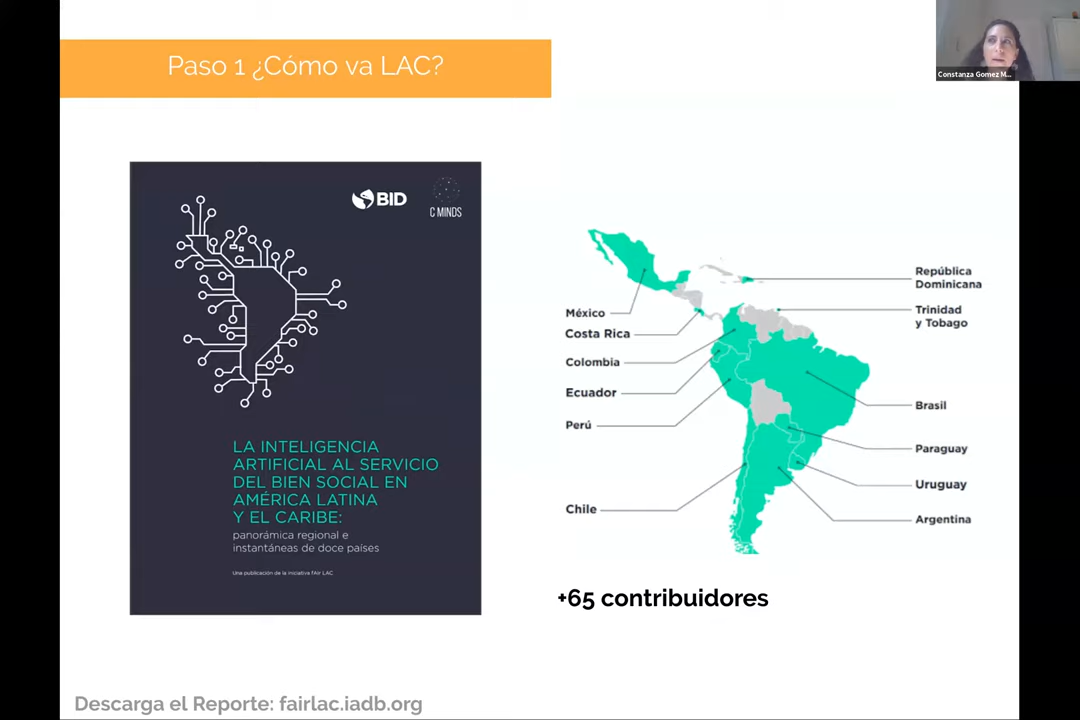 Paso 1 ¿Cómo va LAC?
Constanza Gomez M...
BID
C MINDS
LA INTELIGENCIA
ARTIFICIAL AL SERVICIO
DEL BIEN SOCIAL EN
AMÉRICA LATINA
Y EL CARIBE:
panorámica regional e
instantáneas de doce países
Una publicación de la iniciativa fAIr LAC
México
Costa Rica
Colombia
Ecuador
Perú
Chile
República
Dominicana
Trinidad
y Tobago
Brasil
Paraguay
Uruguay
Argentina
+65 contribuidores
Descarga el Reporte: fairlac.iadb.org